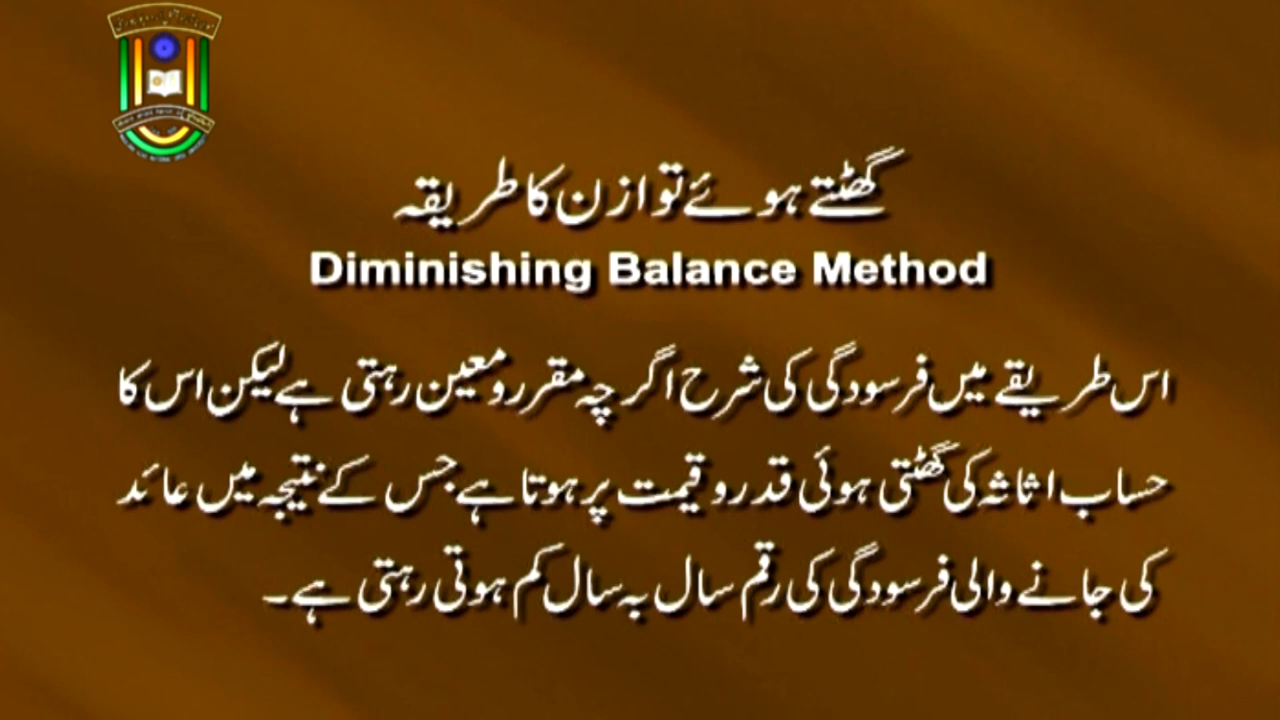 گھٹتے ہوئے توازن کا طریقہ
Diminishing Balance Method
اس طریقے میں فرسودگی کی شرح اگرچہ مقرر و معین رہتی ہے لیکن اس کا
حساب اثاثہ کی گھٹتی ہوئی قدر و قیمت پر ہوتا ہے جس کے نتیجہ میں عائد
کی جانے والی فرسودگی کی رقم سال بہ سال کم ہوتی رہتی ہے۔